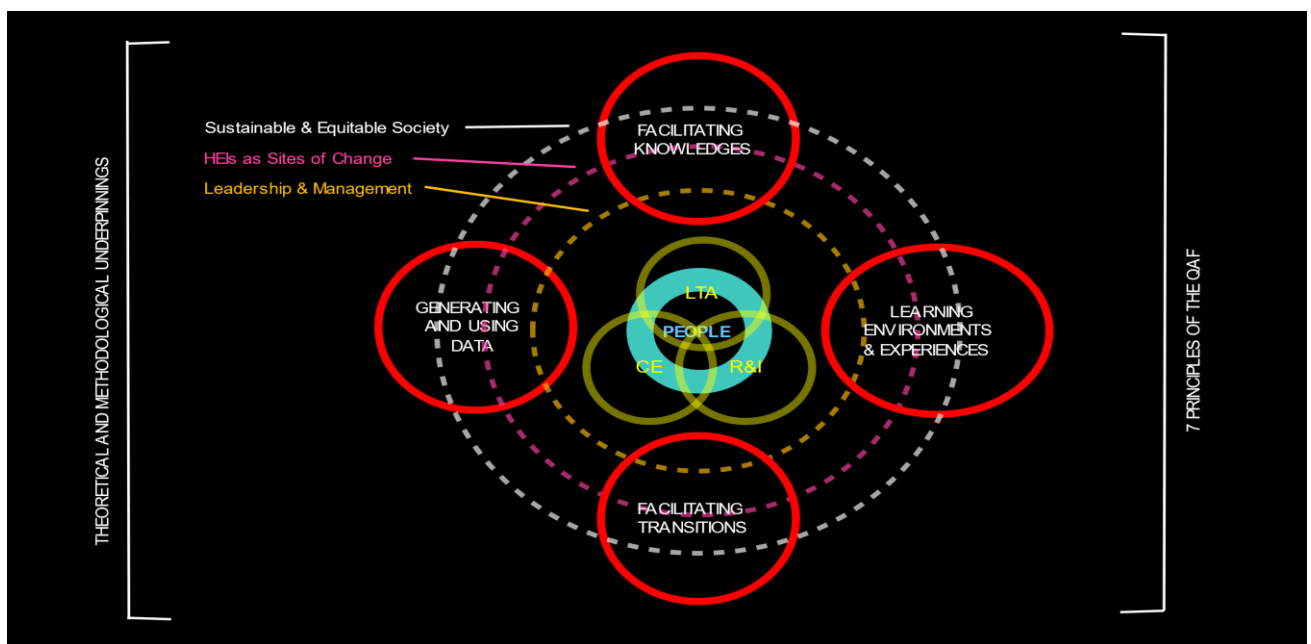 THEORETICAL AND METHODOLOGICAL UNDERPINNINGS
Sustainable & Equitable Society
HEIs as Sites of Change
Leadership & Management
FACILITATING
KNOWLEDGES
GENERATING
AND USING
DATA
LTA
PEOPLE
CE
R&I
LEARNING
ENVIRONMENTS
& EXPERIENCES
FACILITATING
TRANSITIONS
7 PRINCIPLES OF THE QAF